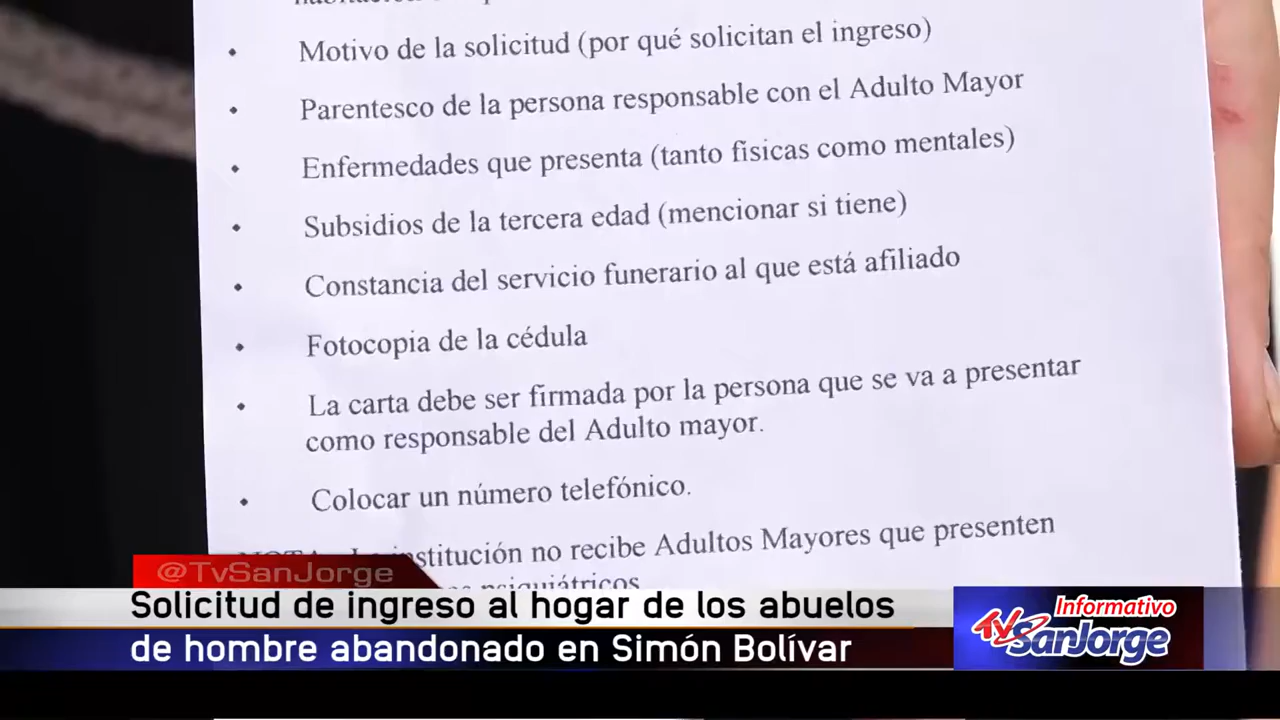 Motivo de la solicitud (por qué solicitan el ingreso)
Parentesco de la persona responsable con el Adulto Mayor
Enfermedades que presenta (tanto físicas como mentales)
Subsidios de la tercera edad (mencionar si tiene)
Constancia del servicio funerario al que está afiliado
Fotocopia de la cédula
La carta debe ser firmada por la persona que se va a presentar
como responsable del Adulto mayor.
Colocar un número telefónico.
institución no recibe Adultos Mayores que presenten
psiquiátricos
@TvSanJorge
Solicitud de ingreso al hogar de los abuelos
de hombre abandonado en Simón Bolívar
Informativo
TV SanJorge